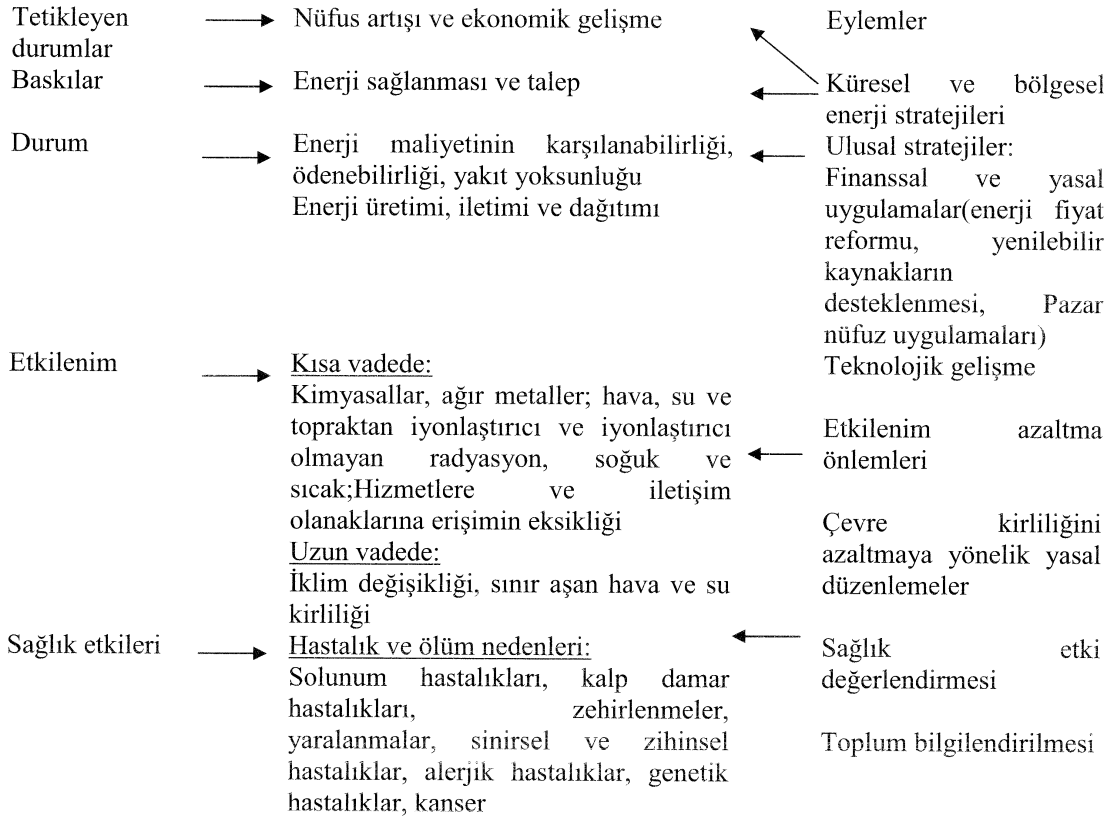 Tetikleyen
durumlar
Baskılar
Durum
Etkilenim
Sağlık etkileri
Nüfus artışı ve ekonomik gelişme
Enerji sağlanması ve talep
Enerji maliyetinin karşılanabilirliği,
ödenebilirliği, yakıt yoksunluğu
Enerji üretimi, iletimi ve dağıtımı
Kısa vadede:
Kimyasallar, ağır metaller; hava, su ve
topraktan iyonlaştırıcı ve iyonlaştırıcı
olmayan radyasyon, soğuk ve
sıcak;Hizmetlere ve iletişim
olanaklarına erişimin eksikliği
Uzun vadede:
İklim değişikliği, sınır aşan hava ve su
kirliliği
Hastalık ve ölüm nedenleri:
Solunum hastalıkları, kalp damar
hastalıkları, zehirlenmeler,
yaralanmalar, sinirsel ve zihinsel
hastalıklar, alerjik hastalıklar, genetik
hastalıklar, kanser
Eylemler
Küresel ve bölgesel
enerji stratejileri
Ulusal stratejiler:
Finanssal ve yasal
uygulamalar(enerji fiyat
reformu, yenilebilir
kaynakların
desteklenmesi, Pazar
nüfuz uygulamaları)
Teknolojik gelişme
Etkilenim azaltma
önlemleri
Çevre kirliliğini
azaltmaya yönelik yasal
düzenlemeler
Sağlık etki
değerlendirmesi
Toplum bilgilendirilmesi